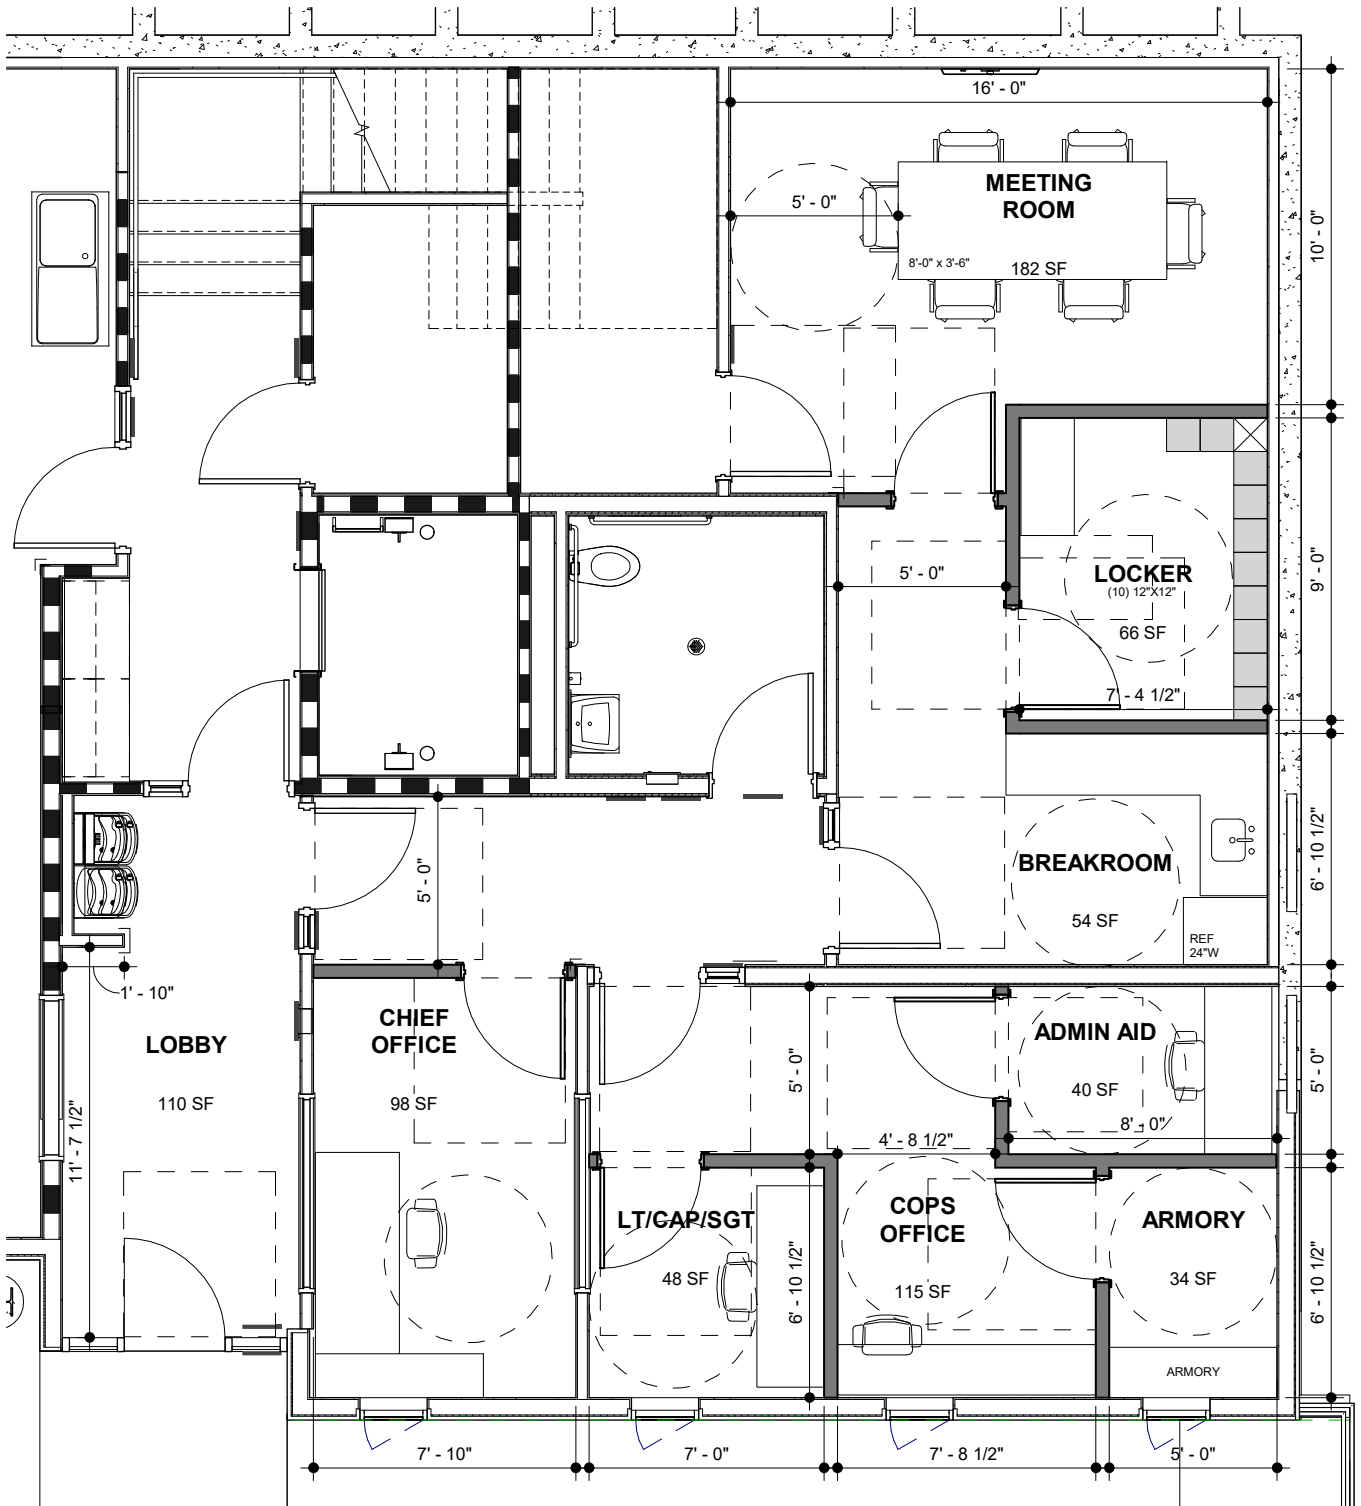 16' - 0"
MEETING
ROOM
5' - 0"
8'-0" x 3'-6"
182 SF
10' - 0"
5' - 0"
LOCKER
(10) 12"X12"
66 SF
7' - 4 1/2"
9' - 0"
5' - 0"
BREAKROOM
54 SF
REF
24"W
6' - 10 1/2"
1' - 10"
LOBBY
110 SF
11' - 7 1/2"
CHIEF
OFFICE
98 SF
5' - 0"
ADMIN AID
40 SF
8' - 0"
5' - 0"
4' - 8 1/2"
LT/CAP/SGT
48 SF
6' - 10 1/2"
COPS
OFFICE
115 SF
ARMORY
34 SF
ARMORY
6' - 10 1/2"
7' - 10"
7' - 0"
7' - 8 1/2"
5' - 0"